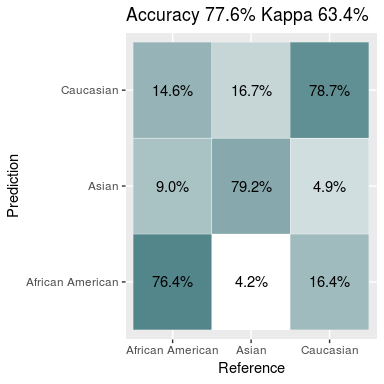 Accuracy 77.6% Kappa 63.4%
Caucasian 14.6% 16.7% 78.7%
Asian 9.0% 79.2% 4.9%
African American 76.4% 4.2% 16.4%
African American Asian Caucasian
Reference
Prediction